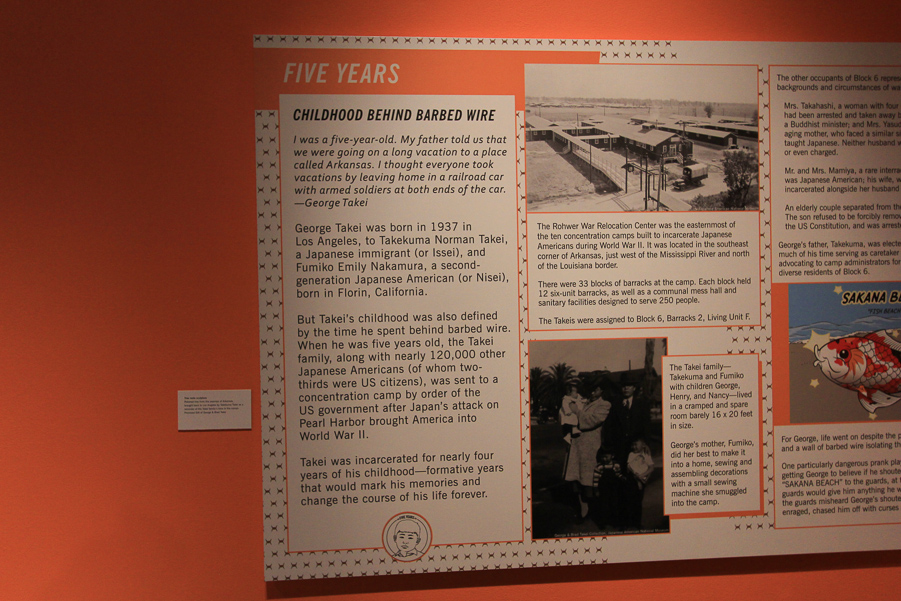 FIVE YEARS
CHILDHOOD BEHIND BARBED WIRE
I was a five-year-old. My father told us that
we were going on a long vacation to a place
called Arkansas. I thought everyone took
vacations by leaving home in a railroad car
with armed soldiers at both ends of the car.
—George Takei
George Takei was born in 1937 in
Los Angeles, to Takekuma Norman Takei,
a Japanese immigrant (or Issei), and
Fumiko Emily Nakamura, a second-
generation Japanese American (or Nisei),
born in Florin, California.
But Takei's childhood was also defined
by the time he spent behind barbed wire.
When he was five years old, the Takei
family, along with nearly 120,000 other
Japanese Americans (of whom two-
thirds were US citizens), was sent to a
concentration camp by order of the
US government after Japan's attack on
Pearl Harbor brought America into
World War II.
Takei was incarcerated for nearly four
years of his childhood—formative years
that would mark his memories and
change the course of his life forever.
The Rohwer War Relocation Center was the easternmost of
the ten concentration camps built to incarcerate Japanese
Americans during World War II. It was located in the southeast
corner of Arkansas, just west of the Mississippi River and north
of the Louisiana border.
There were 33 blocks of barracks at the camp. Each block held
12 six-unit barracks, as well as a communal mess hall and
sanitary facilities designed to serve 250 people.
The Takeis were assigned to Block 6, Barracks 2, Living Unit F.
The Takei family—
Takekuma and Fumiko
with children George,
Henry, and Nancy—lived
in a cramped and spare
room barely 16 x 20 feet
in size.
George's mother, Fumiko,
did her best to make it
into a home, sewing and
assembling decorations
with a small sewing
machine she smuggled
into the camp.
The other occupants of Block 6
backgrounds and circumstances of
Mrs. Takahashi, a woman with four
had been arrested and taken away
a Buddhist minister; and Mrs.
aging mother, who faced a similar
taught Japanese. Neither husband
or even charged.
Mr. and Mrs. Mamiya, a rare
was Japanese American; his wife,
incarcerated alongside her husband
An elderly couple separated from
The son refused to be forcibly
the US Constitution, and was
George's father, Takekuma, was
much of his time serving as caretaker
advocating to camp administrators
diverse residents of Block 6.
SAKANA
For George, life went on despite the
and a wall of barbed wire isolating
One particularly dangerous prank
getting George to believe if he
"SAKANA BEACH" to the guards,
guards would give him anything he
the guards misheard George's
enraged, chased him off with curses